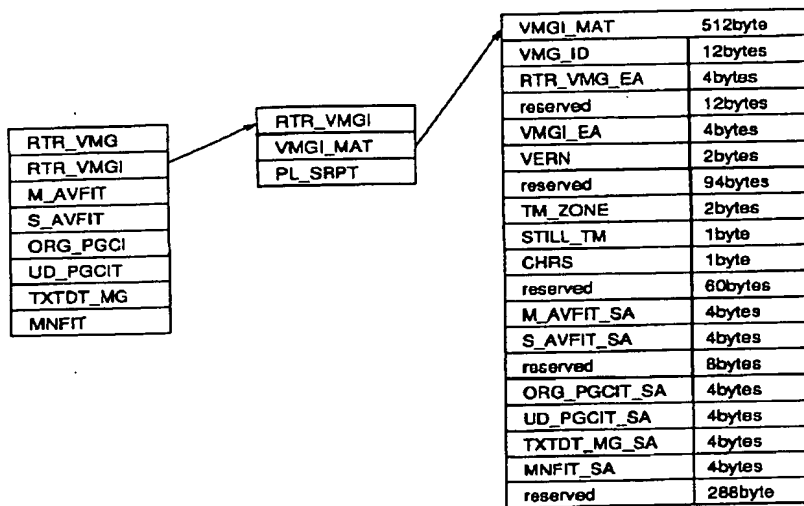 RTR_VMG
RTR_VMGI
M_AVFIT
S_AVFIT
ORG_PGCI
UD_PGCIT
TXTDT_MG
MNFIT
RTR_VMGI
VMGI_MAT
PL_SRPT
VMGI_MAT 512byte
VMG_ID 12bytes
RTR_VMG_EA 4bytes
reserved 12bytes
VMGI_EA 4bytes
VERN 2bytes
reserved 94bytes
TM_ZONE 2bytes
STILL_TM 1byte
CHRS 1byte
reserved 60bytes
M_AVFIT_SA 4bytes
S_AVFIT_SA 4bytes
reserved 8bytes
ORG_PGCIT_SA 4bytes
UD_PGCIT_SA 4bytes
TXTDT_MG_SA 4bytes
MNFIT_SA 4bytes
reserved 288byte